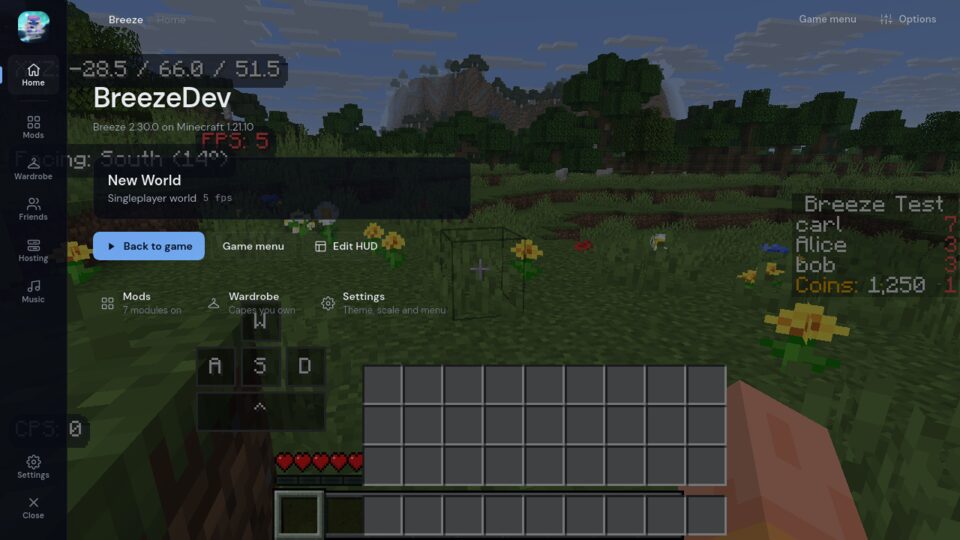 Breeze Home
Game menu
Options
Home
-28.5 / 66.0 / 51.5
BreezeDev
Breeze 2.30.0 on Minecraft 1.21.10
FPS: 5
Mods
Facing: South (14°)
Wardrobe
New World
Singleplayer world 5 fps
Friends
Breeze Test
carl 7
Alice 3
bob 3
Coins: 1,250 1
Hosting
Back to game
Game menu
Edit HUD
Music
Mods
7 modules on
Wardrobe
Capes you own
Settings
Theme, scale and menu
W
A S D
^
CPS: 0
Settings
Close